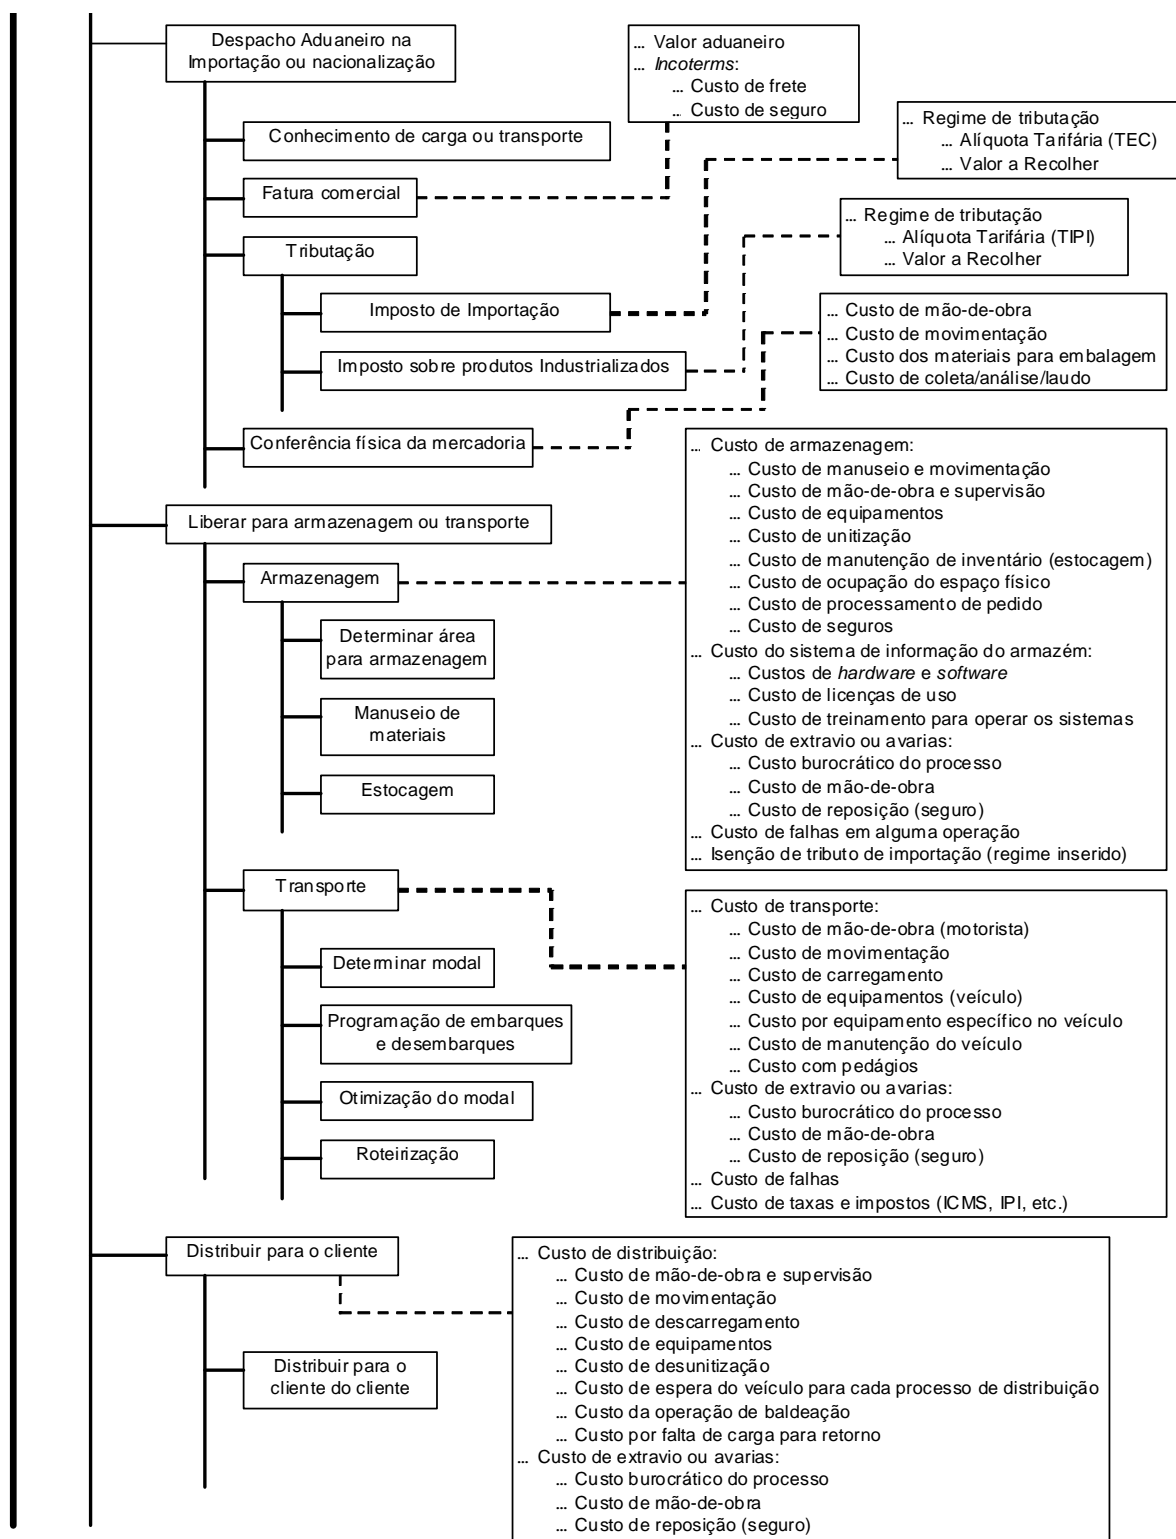 Despacho Aduaneiro na
Importação ou nacionalização
... Valor aduaneiro
... Incoterms:
... Custo de frete
... Custo de seguro
Conhecimento de carga ou transporte
... Regime de tributação
... Alíquota Tarifária (TEC)
... Valor a Recolher
Fatura comercial
... Regime de tributação
... Alíquota Tarifária (TIPI)
... Valor a Recolher
Tributação
Imposto de Importação
Imposto sobre produtos Industrializados
... Custo de mão-de-obra
... Custo de movimentação
... Custo dos materiais para embalagem
... Custo de coleta/análise/laudo
Conferência física da mercadoria
Liberar para armazenagem ou transporte
Armazenagem
... Custo de armazenagem:
... Custo de manuseio e movimentação
... Custo de mão-de-obra e supervisão
... Custo de equipamentos
... Custo de unitização
... Custo de manutenção de inventário (estocagem)
... Custo de ocupação do espaço físico
... Custo de processamento de pedido
... Custo de seguros
... Custo do sistema de informação do armazém:
... Custos de hardware e software
... Custo de licenças de uso
... Custo de treinamento para operar os sistemas
... Custo de extravio ou avarias:
... Custo burocrático do processo
... Custo de mão-de-obra
... Custo de reposição (seguro)
... Custo de falhas em alguma operação
... Isenção de tributo de importação (regime inserido)
Determinar área
para armazenagem
Manuseio de
materiais
Estocagem
Transporte
... Custo de transporte:
... Custo de mão-de-obra (motorista)
... Custo de movimentação
... Custo de carregamento
... Custo de equipamentos (veículo)
... Custo por equipamento específico no veículo
... Custo de manutenção do veículo
... Custo com pedágios
... Custo de extravio ou avarias:
... Custo burocrático do processo
... Custo de mão-de-obra
... Custo de reposição (seguro)
... Custo de falhas
... Custo de taxas e impostos (ICMS, IPI, etc.)
Determinar modal
Programação de embarques
e desembarques
Otimização do modal
Roteirização
Distribuir para o cliente
... Custo de distribuição:
... Custo de mão-de-obra e supervisão
... Custo de movimentação
... Custo de descarregamento
... Custo de equipamentos
... Custo de desunitização
... Custo de espera do veículo para cada processo de distribuição
... Custo da operação de baldeação
... Custo por falta de carga para retorno
... Custo de extravio ou avarias:
... Custo burocrático do processo
... Custo de mão-de-obra
... Custo de reposição (seguro)
Distribuir para o
cliente do cliente